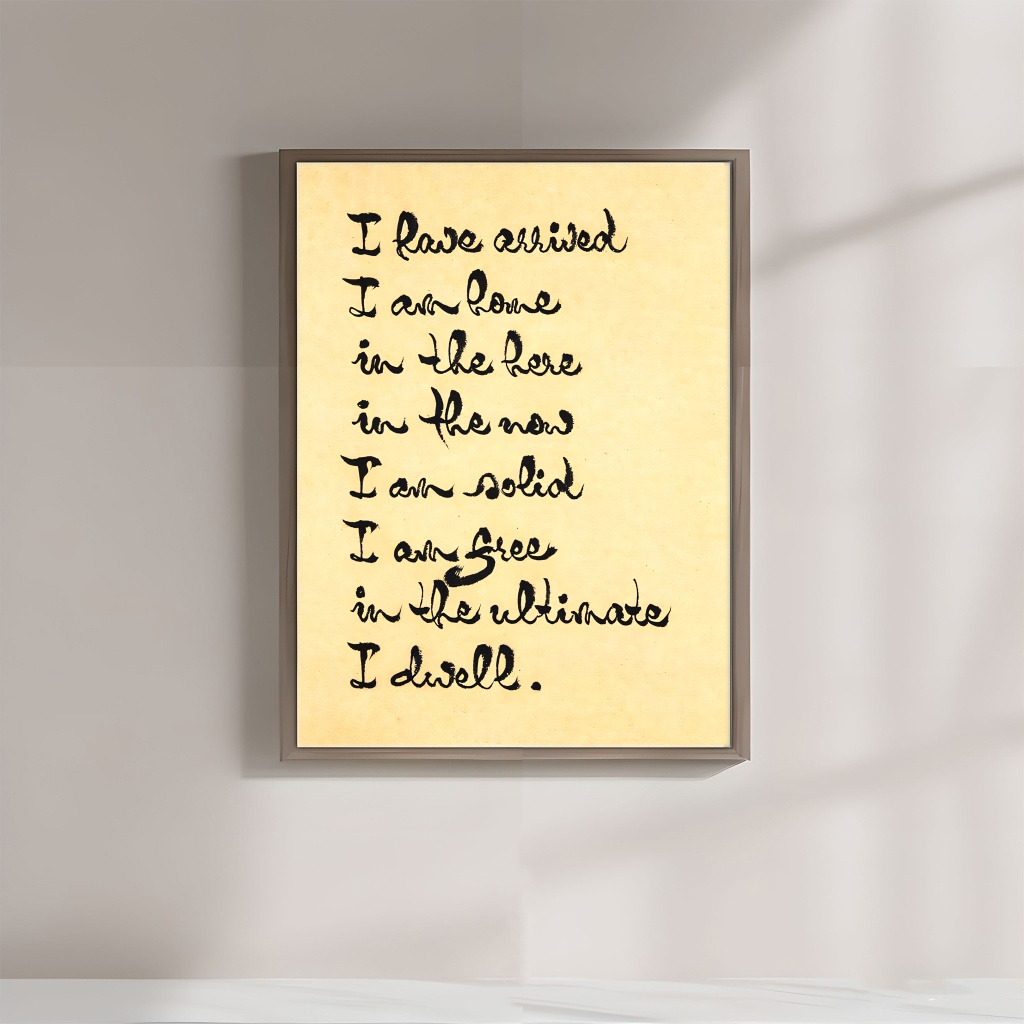 I have arrived
I am home
in the here
in the now
I am solid
I am free
in the ultimate
I dwell.